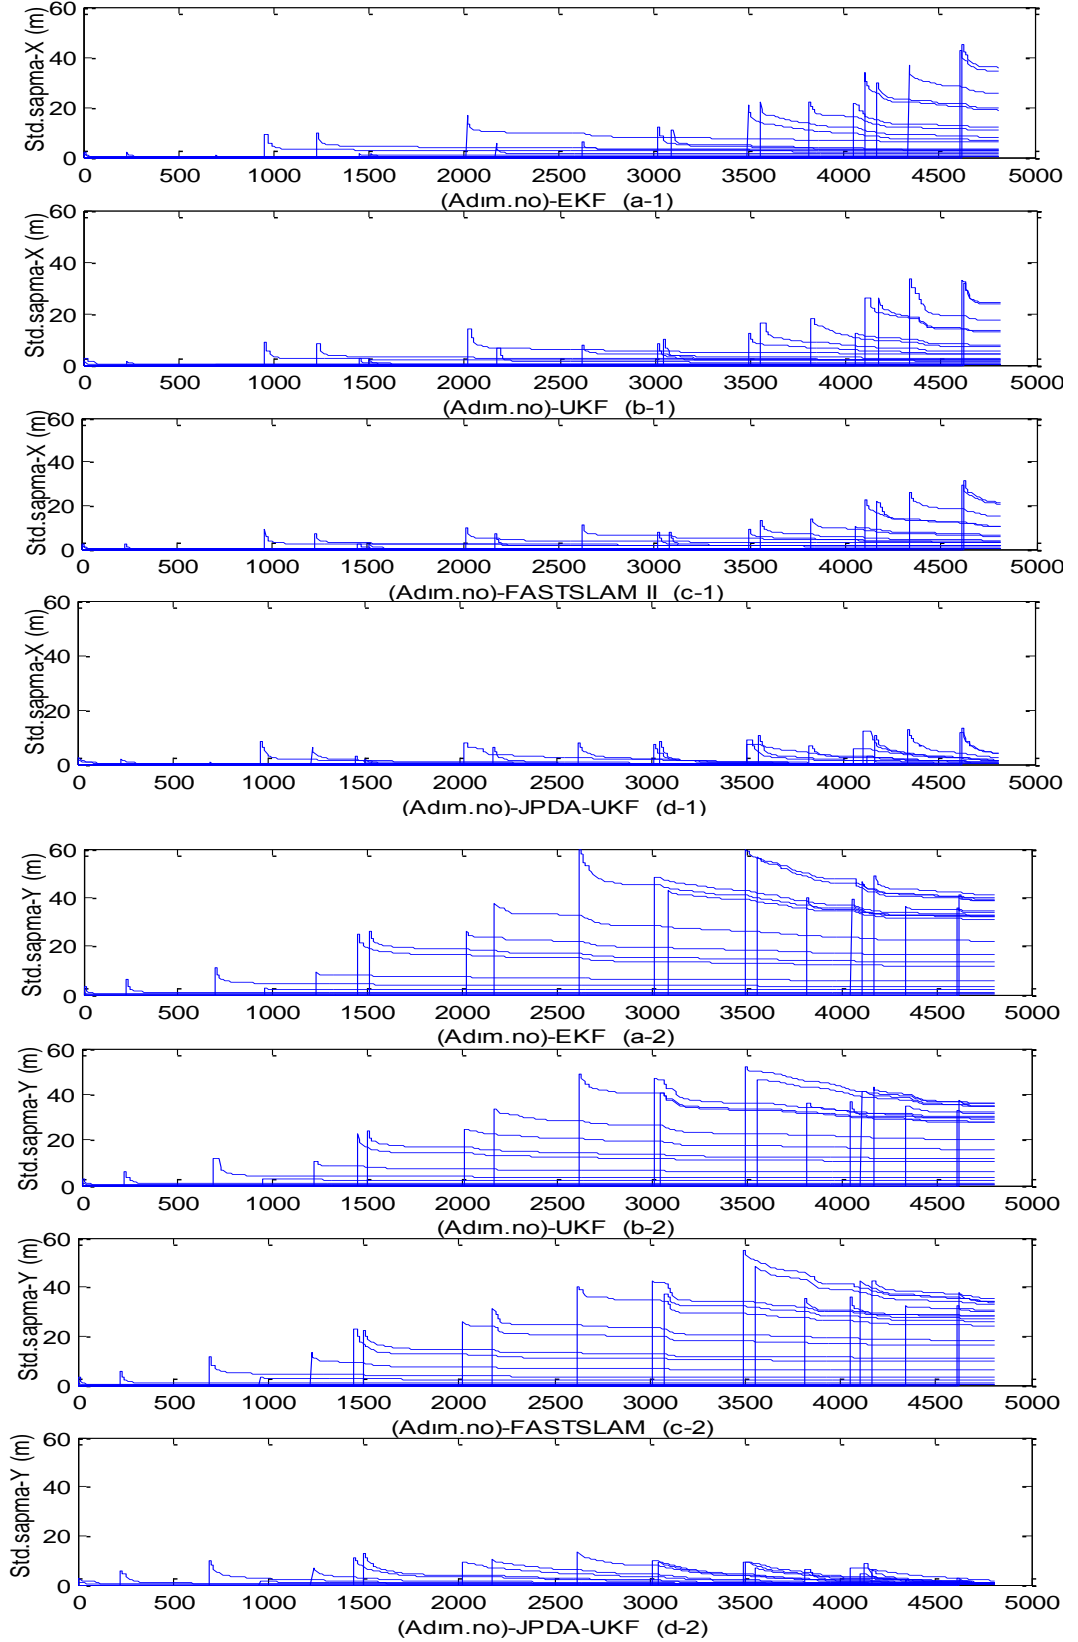 60
40
20
0
Std.sapma-X (m)
0 500 1000 1500 2000 2500 3000 3500 4000 4500 5000
(Adım.no)-EKF (a-1)
60
40
20
0
Std.sapma-X (m)
0 500 1000 1500 2000 2500 3000 3500 4000 4500 5000
(Adım.no)-UKF (b-1)
60
40
20
0
Std.sapma-X (m)
0 500 1000 1500 2000 2500 3000 3500 4000 4500 5000
(Adım.no)-FASTSLAM II (c-1)
60
40
20
0
Std.sapma-X (m)
0 500 1000 1500 2000 2500 3000 3500 4000 4500 5000
(Adım.no)-JPDA-UKF (d-1)
60
40
20
0
Std.sapma-Y (m)
0 500 1000 1500 2000 2500 3000 3500 4000 4500 5000
(Adım.no)-EKF (a-2)
60
40
20
0
Std.sapma-Y (m)
0 500 1000 1500 2000 2500 3000 3500 4000 4500 5000
(Adım.no)-UKF (b-2)
60
40
20
0
Std.sapma-Y (m)
0 500 1000 1500 2000 2500 3000 3500 4000 4500 5000
(Adım.no)-FASTSLAM (c-2)
60
40
20
0
Std.sapma-Y (m)
0 500 1000 1500 2000 2500 3000 3500 4000 4500 5000
(Adım.no)-JPDA-UKF (d-2)